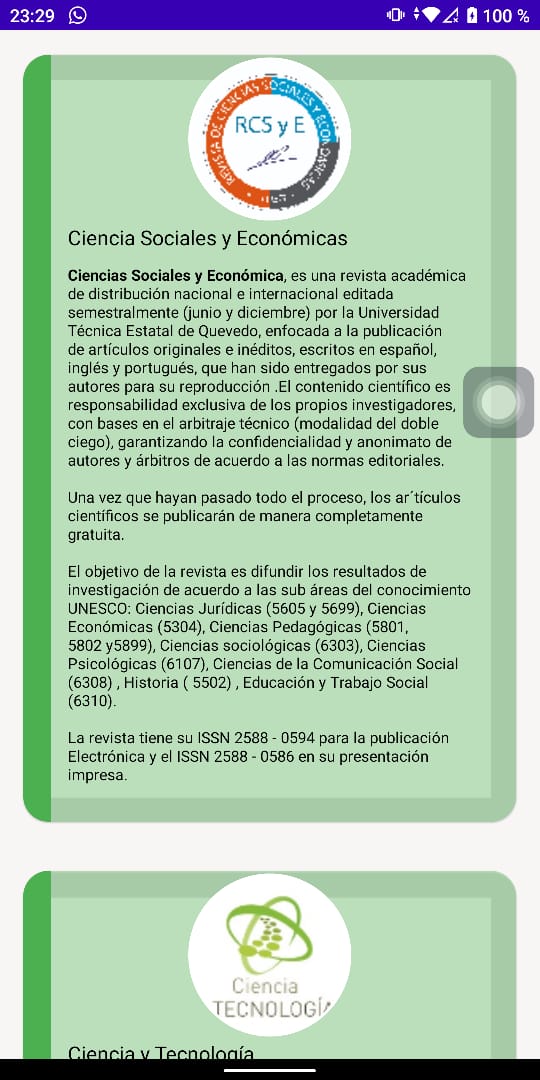 23:29
100 %
REVISTA DE CIENCIAS SOCIALES Y ECONÓMICAS
RCS y E
Ciencia Sociales y Económicas
Ciencias Sociales y Económica, es una revista académica
de distribución nacional e internacional editada
semestralmente (junio y diciembre) por la Universidad
Técnica Estatal de Quevedo, enfocada a la publicación
de artículos originales e inéditos, escritos en español,
inglés y portugués, que han sido entregados por sus
autores para su reproducción .El contenido científico es
responsabilidad exclusiva de los propios investigadores,
con bases en el arbitraje técnico (modalidad del doble
ciego), garantizando la confidencialidad y anonimato de
autores y árbitros de acuerdo a las normas editoriales.
Una vez que hayan pasado todo el proceso, los ar´tículos
científicos se publicarán de manera completamente
gratuita.
El objetivo de la revista es difundir los resultados de
investigación de acuerdo a las sub áreas del conocimiento
UNESCO: Ciencias Jurídicas (5605 y 5699), Ciencias
Económicas (5304), Ciencias Pedagógicas (5801,
5802 y5899), Ciencias sociológicas (6303), Ciencias
Psicológicas (6107), Ciencias de la Comunicación Social
(6308) , Historia ( 5502) , Educación y Trabajo Social
(6310).
La revista tiene su ISSN 2588 - 0594 para la publicación
Electrónica y el ISSN 2588 - 0586 en su presentación
impresa.
Ciencia
TECNOLOGÍA
Ciencia y Tecnología